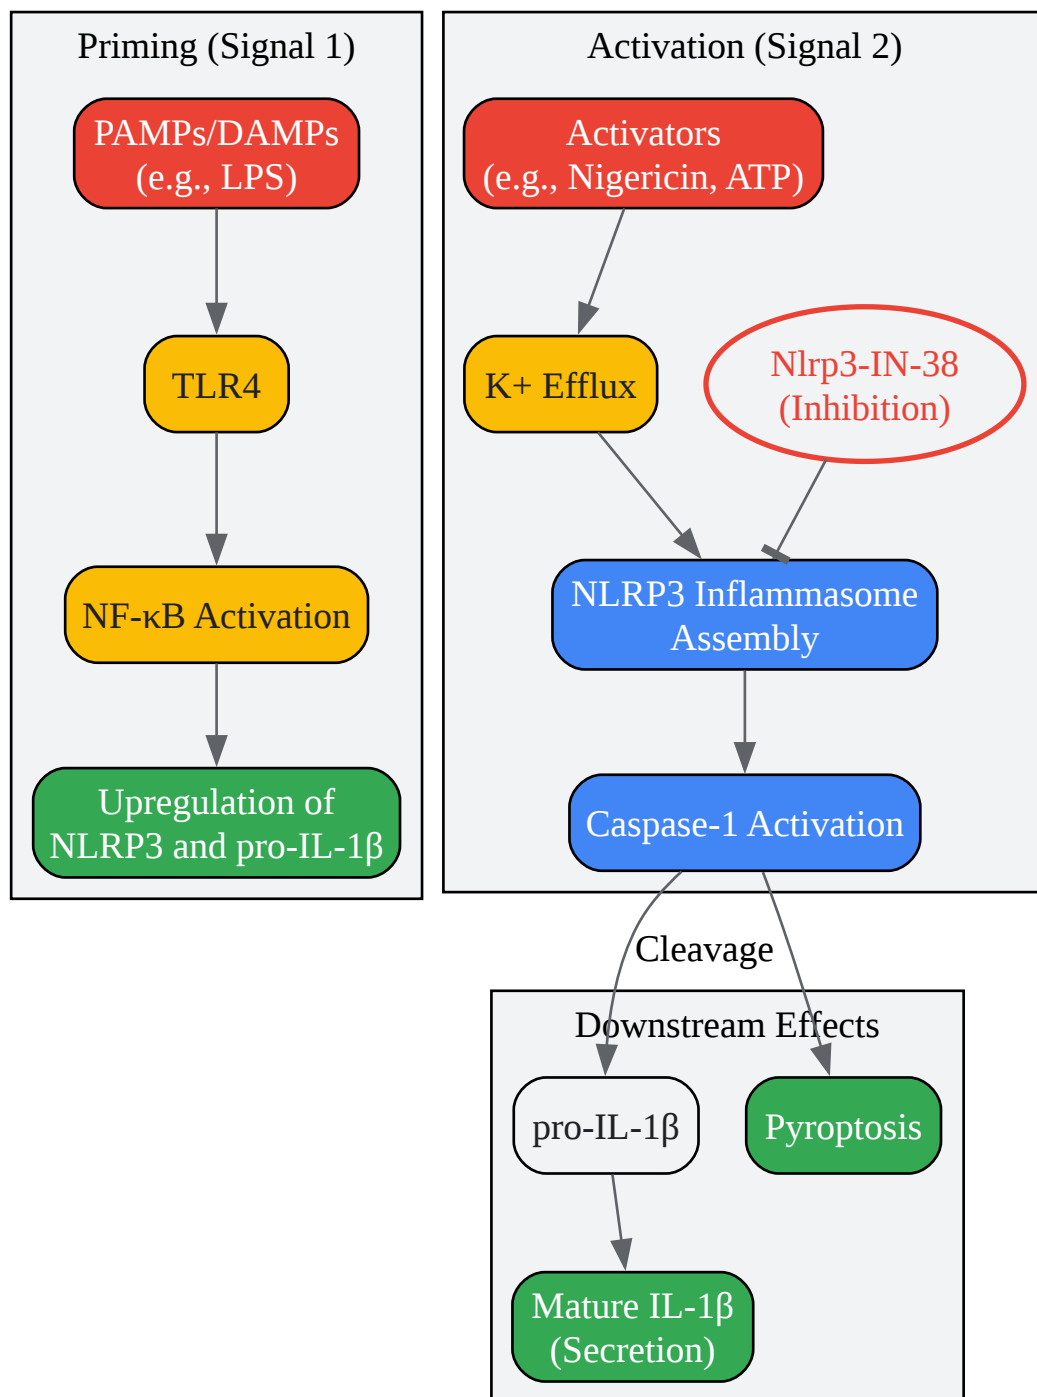 Priming (Signal 1)
PAMPs/DAMPs
(e.g., LPS)
TLR4
NF-κB Activation
Upregulation of
NLRP3 and pro-IL-1β
Activation (Signal 2)
Activators
(e.g., Nigericin, ATP)
K+ Efflux
Nlrp3-IN-38
(Inhibition)
NLRP3 Inflammasome
Assembly
Caspase-1 Activation
Cleavage
Downstream Effects
pro-IL-1β
Pyroptosis
Mature IL-1β
(Secretion)